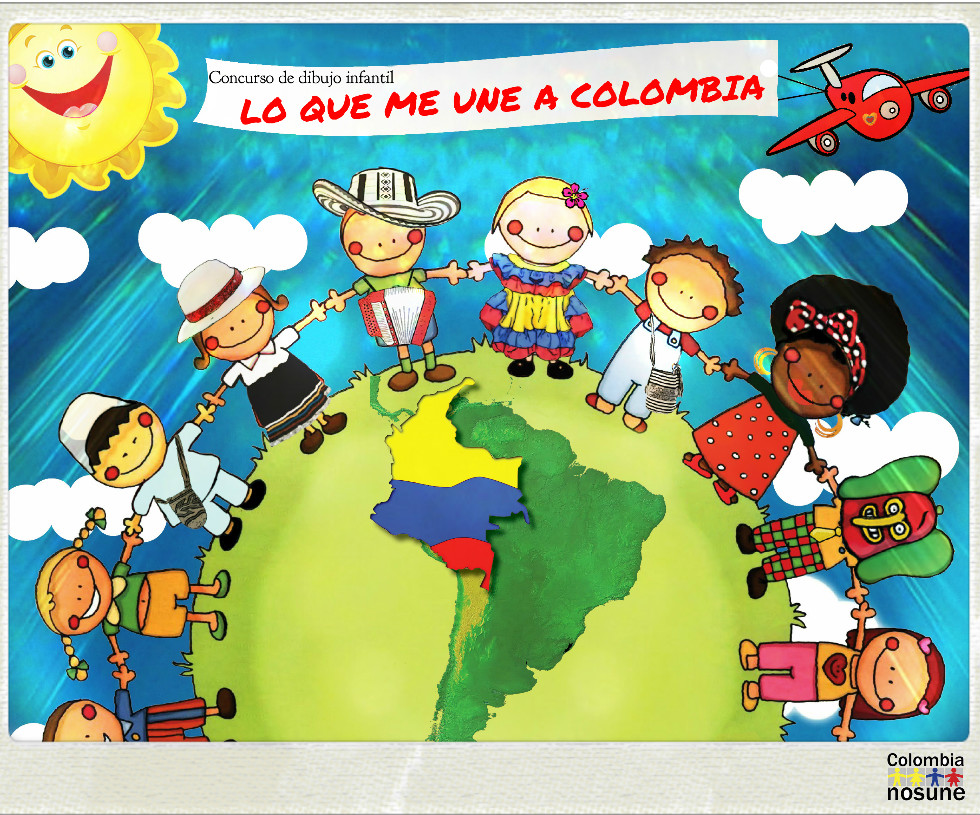 Concurso de dibujo infantil
LO QUE ME UNE A COLOMBIA
Colombia
nosune